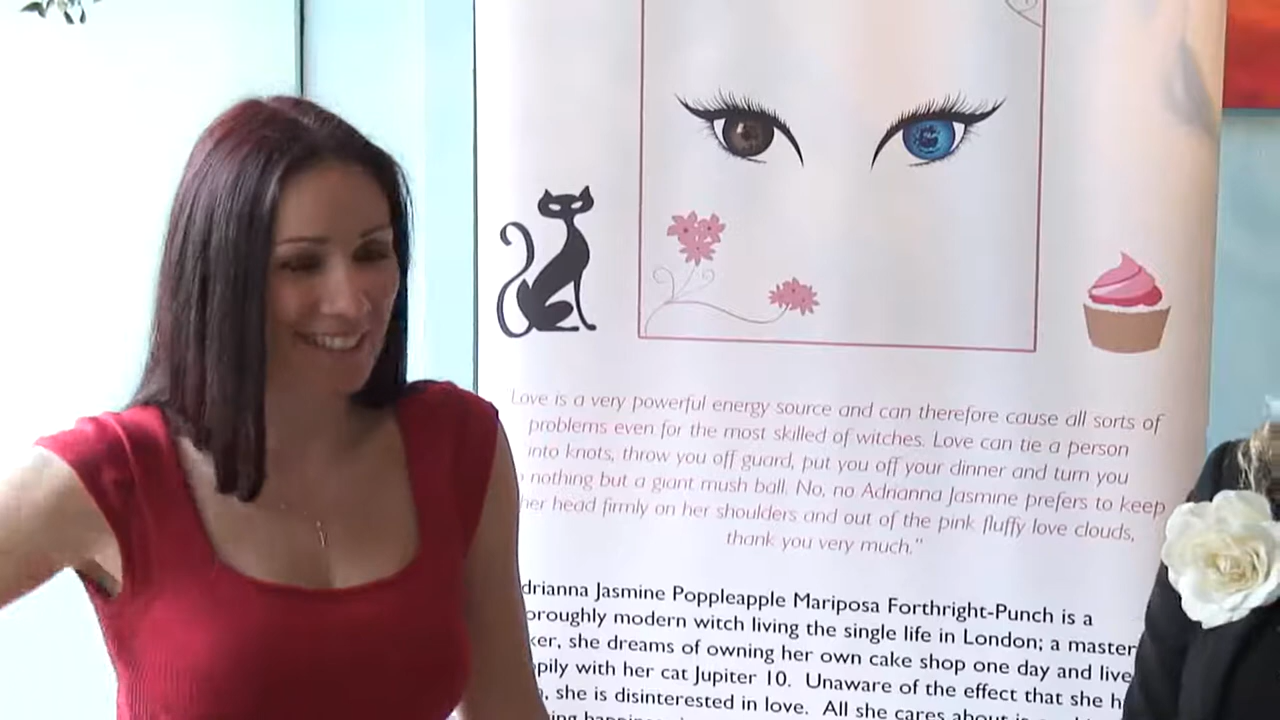 Love is a very powerful energy source and can therefore cause all sorts of
problems even for the most skilled of witches. Love can tie a person
into knots, throw you off guard, put you off your dinner and turn you
nothing but a giant mush ball. No, no Adrianna Jasmine prefers to keep
her head firmly on her shoulders and out of the pink fluffy love clouds,
thank you very much."
drianna Jasmine Poppleapple Mariposa Forthright-Punch is a
oroughly modern witch living the single life in London; a master
ker, she dreams of owning her own cake shop one day and live
pily with her cat Jupiter 10. Unaware of the effect that she h
, she is disinterested in love. All she cares about is